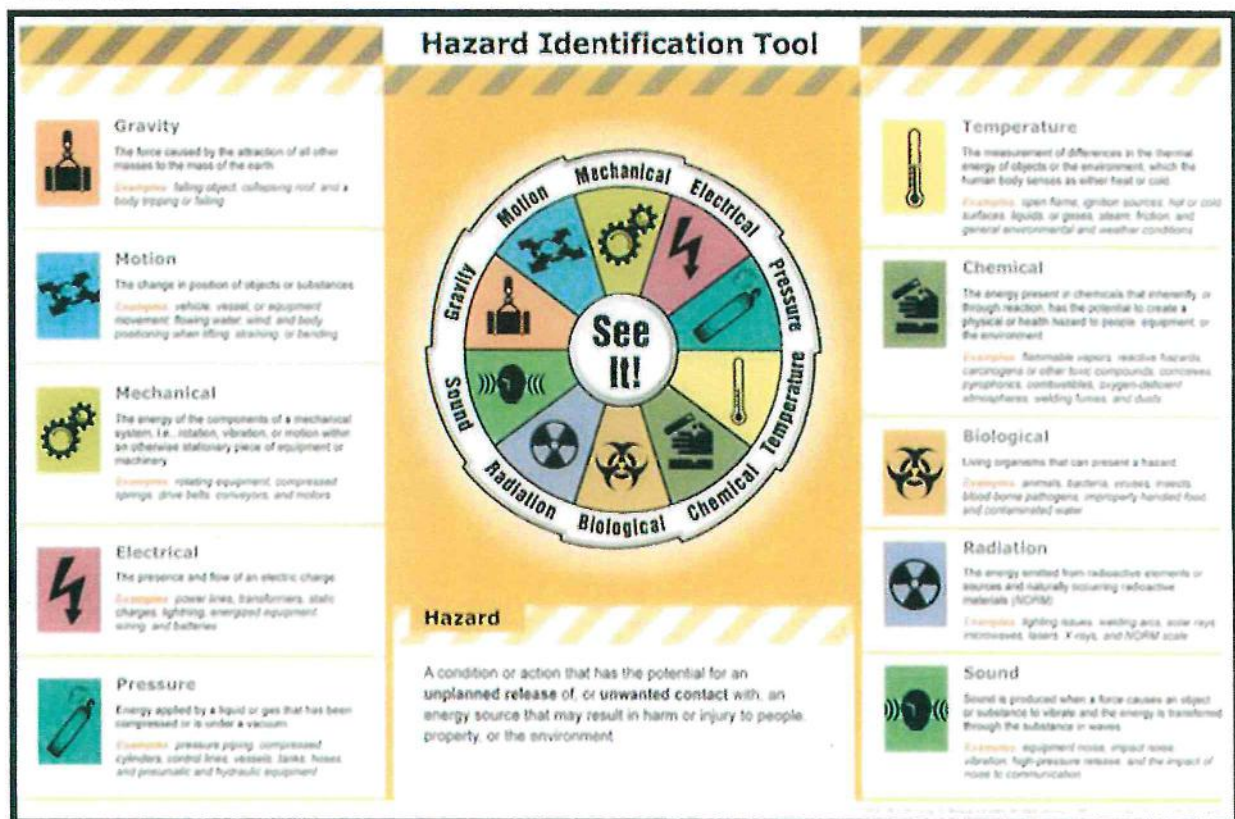 Hazard Identification Tool
Gravity
The force caused by the attraction of all other
masses to the mass of the earth
Examples: falling object, collapsing roof, and a
body tripping or falling
Motion
The change in position of objects or substances
Examples: vehicle, vessel, or equipment
movement, flowing water, wind, and body
positioning when lifting, straining, or bending
Mechanical
The energy of the components of a mechanical
system, i.e., rotation, vibration, or motion within
an otherwise stationary piece of equipment or
machinery
Examples: rotating equipment, compressed
springs, drive belts, conveyors, and motors
Electrical
The presence and flow of an electric charge
Examples: power lines, transformers, static
charges, lightning, energized equipment,
wiring, and batteries
Pressure
Energy applied by a liquid or gas that has been
compressed or is under a vacuum
Examples: pressure piping, compressed
cylinders, control lines, vessels, tanks, hoses,
and pneumatic and hydraulic equipment
Gravity
Motion
Mechanical
Electrical
Pressure
Temperature
Chemical
Biological
Radiation
Sound
See
It!
Hazard
A condition or action that has the potential for an
unplanned release of, or unwanted contact with, an
energy source that may result in harm or injury to people,
property, or the environment
Temperature
The measurement of differences in the thermal
energy of objects or the environment, which the
human body senses as either heat or cold
Examples: open flame, ignition sources, hot or cold
surfaces, liquids, or gases, steam, friction, and
general environmental and weather conditions
Chemical
The energy present in chemicals that inherently, or
through reaction, has the potential to create a
physical or health hazard to people, equipment, or
the environment
Examples: flammable vapors, reactive hazards,
carcinogens or other toxic compounds, corrosives,
pyrophorics, combustibles, oxygen-deficient
atmospheres, welding fumes, and dusts
Biological
Living organisms that can present a hazard
Examples: animals, bacteria, viruses, insects,
blood-borne pathogens, improperly handled food,
and contaminated water
Radiation
The energy emitted from radioactive elements or
sources and naturally occurring radioactive
materials (NORM)
Examples: lighting issues, welding arcs, solar rays,
microwaves, lasers, X-rays, and NORM scale
Sound
Sound is produced when a force causes an object
or substance to vibrate and the energy is transferred
through the substance in waves
Examples: equipment noise, impact noise,
vibration, high-pressure release, and the impact of
noise to communication